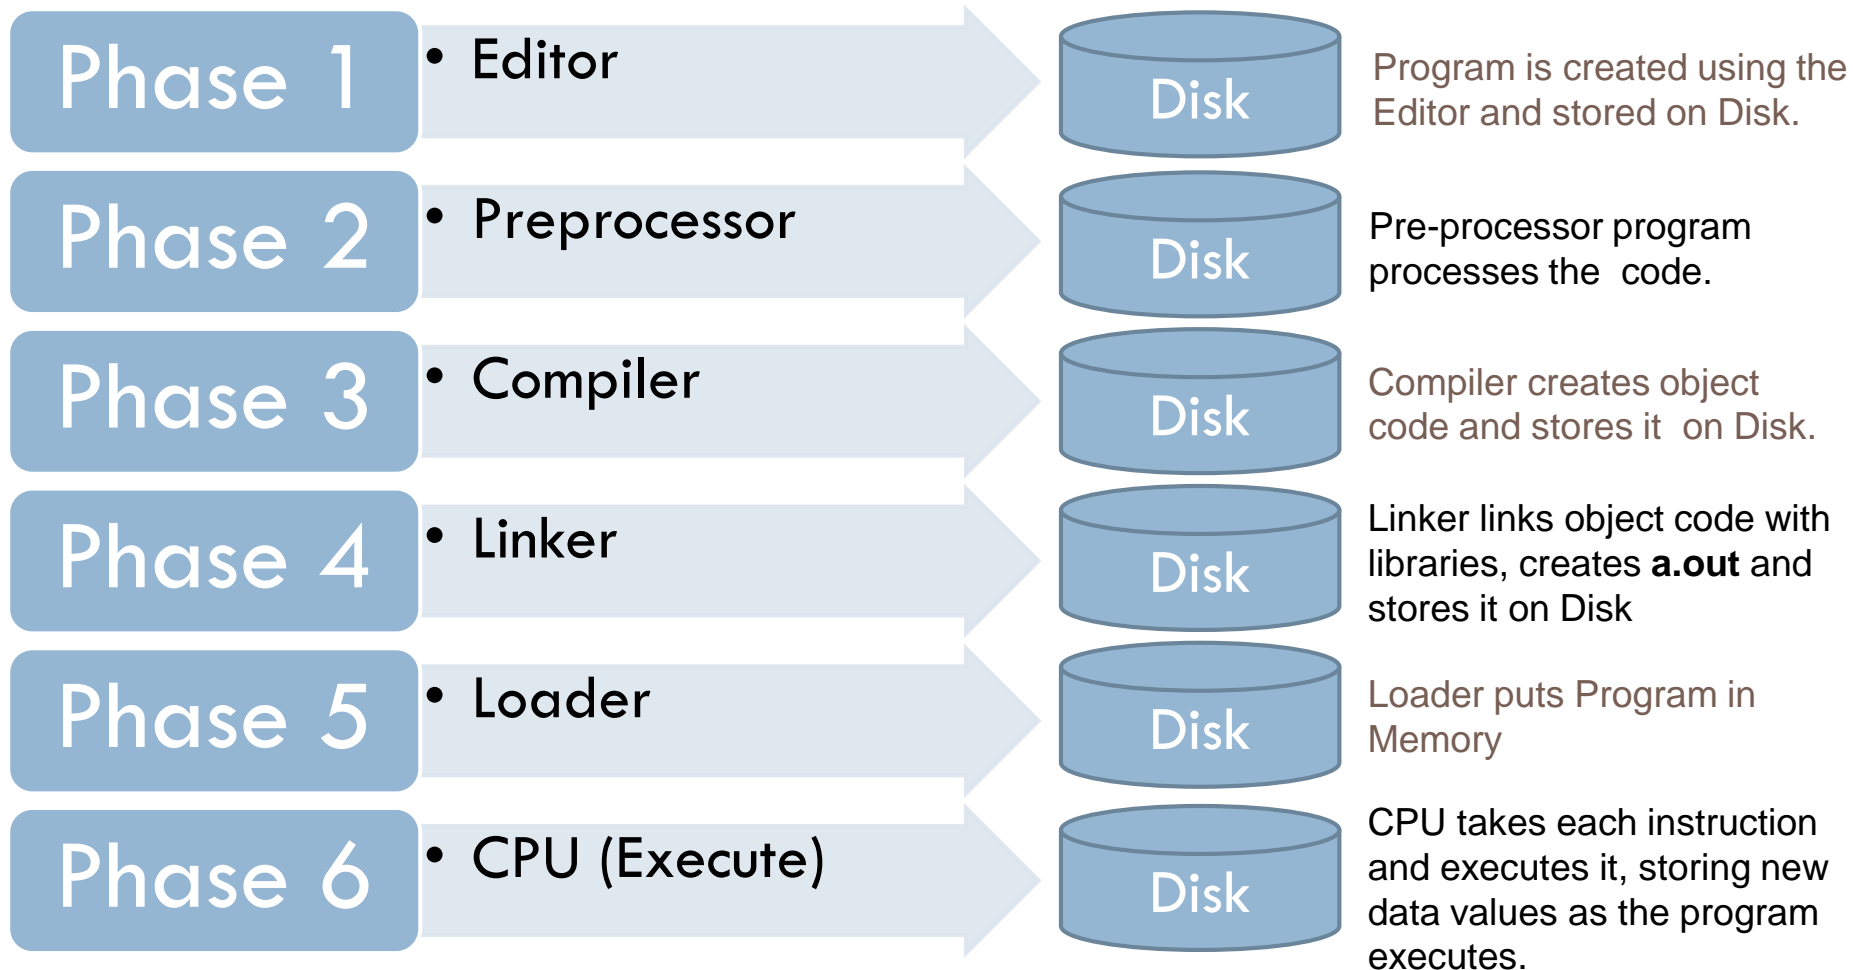 Phase 1
• Editor
Disk
Program is created using the
Editor and stored on Disk.
Phase 2
• Preprocessor
Disk
Pre-processor program
processes the  code.
Phase 3
• Compiler
Disk
Compiler creates object
code and stores it  on Disk.
Phase 4
• Linker
Disk
Linker links object code with
libraries, creates a.out and
stores it on Disk
Phase 5
• Loader
Disk
Loader puts Program in
Memory
Phase 6
• CPU (Execute)
Disk
CPU takes each instruction
and executes it, storing new
data values as the program
executes.